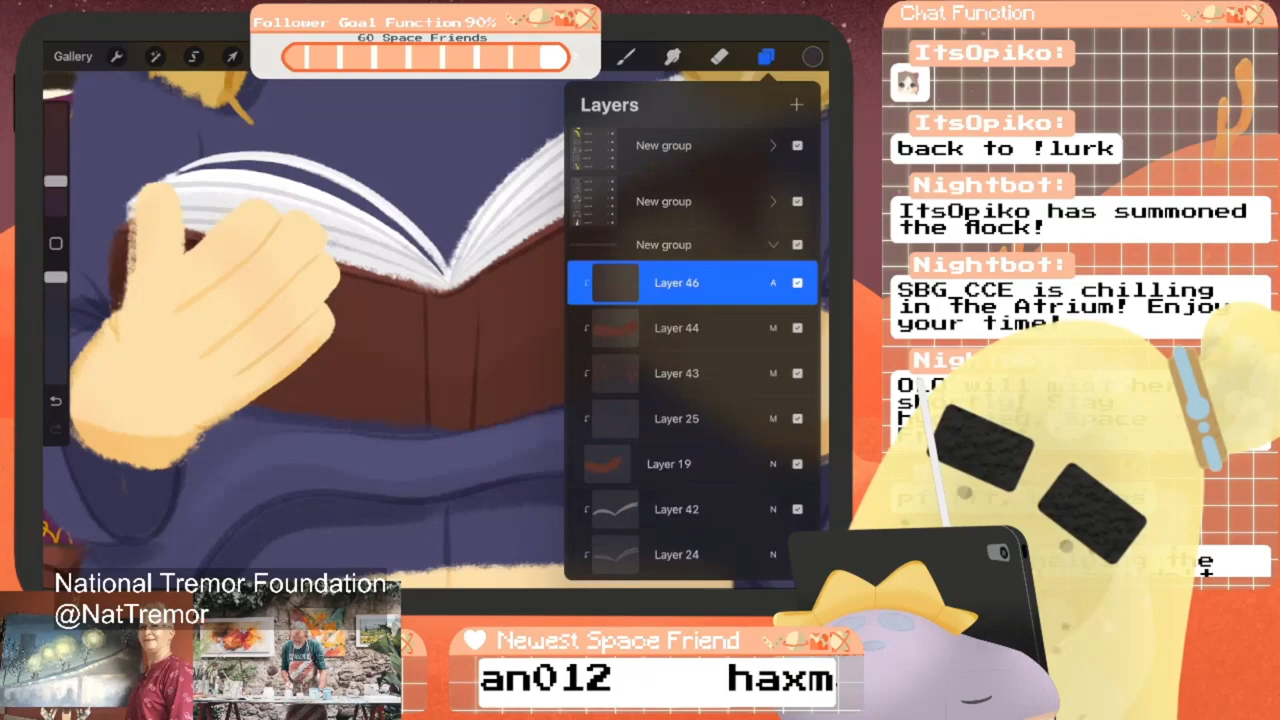 Follower Goal Function 90%
60 Space Friends
Gallery
Layers
New group
New group
New group
Layer 46 A
Layer 44 M
Layer 43 M
Layer 25 M
Layer 19 N
Layer 42 N
Layer 24 N
National Tremor Foundation
@NatTremor
Newest Space Friend
an012 haxm
Chat Function
ItsOpiko:
ItsOpiko:
back to !lurk
Nightbot:
ItsOpiko has summoned
the flock!
Nightbot:
SBG_CCE is chilling
in the Atrium! Enjoy
your time!